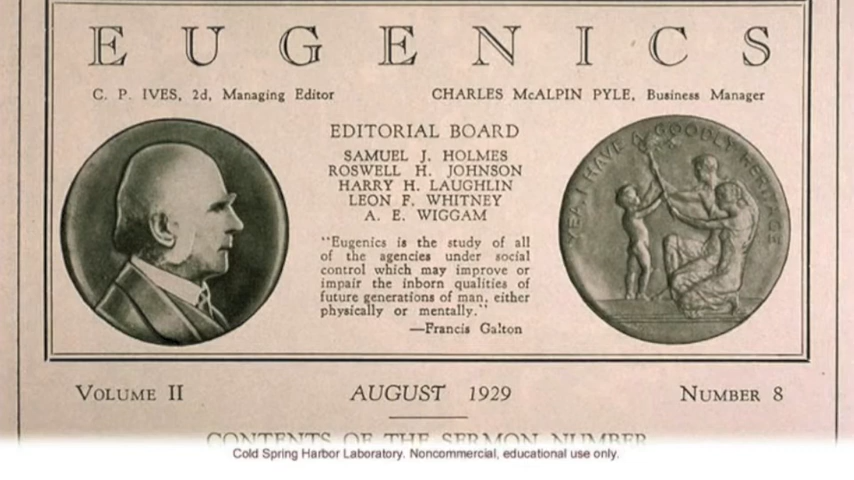 EUGENICS
C. P. IVES, 2d, Managing Editor
CHARLES McALPIN PYLE, Business Manager
EDITORIAL BOARD
SAMUEL J. HOLMES
ROSWELL H. JOHNSON
HARRY H. LAUGHLIN
LEON F. WHITNEY
A. E. WIGGAM
"Eugenics is the study of all
of the agencies under social
control which may improve or
impair the inborn qualities of
future generations of man, either
physically or mentally."
—Francis Galton
YEA, I HAVE A GOODLY HERITAGE
VOLUME II
AUGUST 1929
NUMBER 8
CONTENTS OF THE SERMON NUMBER
Cold Spring Harbor Laboratory. Noncommercial, educational use only.